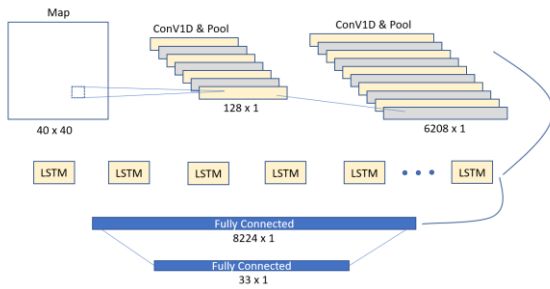 Map
ConV1D & Pool
ConV1D & Pool
40 x 40
128 x 1
6208 x 1
LSTM
LSTM
LSTM
LSTM
LSTM
LSTM
Fully Connected
8224 x 1
Fully Connected
33 x 1